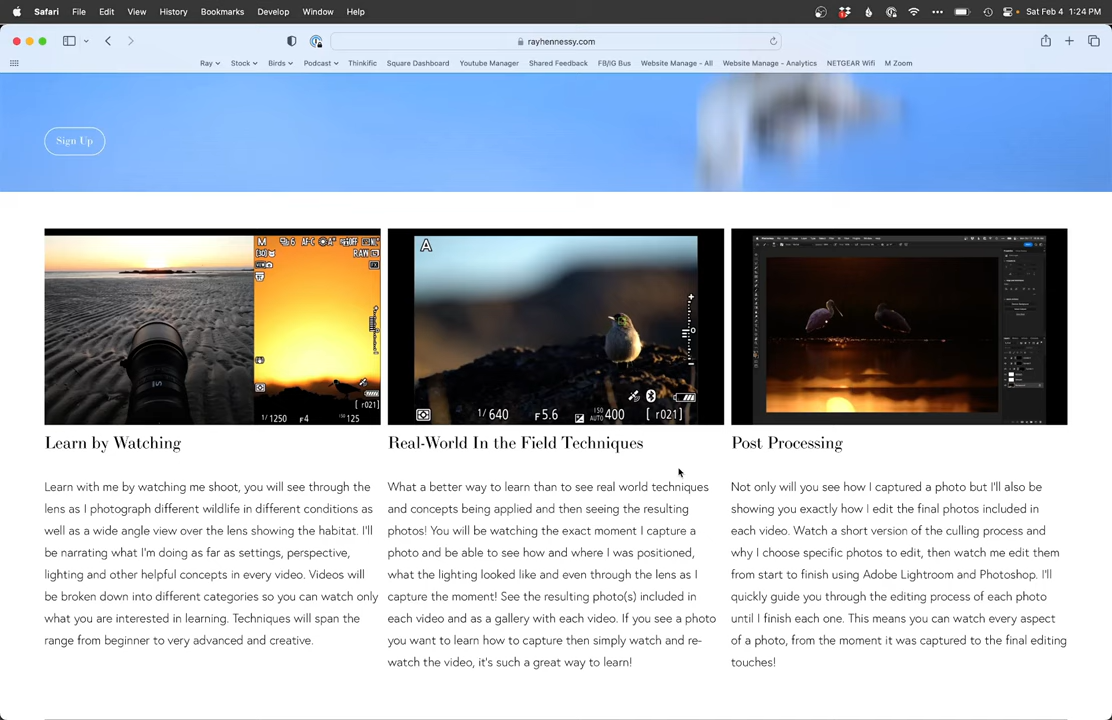 Safari File Edit View History Bookmarks Develop Window Help
Sat Feb 4 1:24 PM
rayhennessy.com
Ray Stock Birds Podcast Thinkific Square Dashboard Youtube Manager Shared Feedback FB/IG Bus Website Manage - All Website Manage - Analytics NETGEAR Wifi M Zoom
Sign Up
M
AF-C
RAW
1/1250 F4 ISO 125
[ r021]
A
1/640 F5.6 ISO AUTO 400 [ r021]
Learn by Watching
Learn with me by watching me shoot, you will see through the
lens as I photograph different wildlife in different conditions as
well as a wide angle view over the lens showing the habitat. I'll
be narrating what I'm doing as far as settings, perspective,
lighting and other helpful concepts in every video. Videos will
be broken down into different categories so you can watch only
what you are interested in learning. Techniques will span the
range from beginner to very advanced and creative.
Real-World In the Field Techniques
What a better way to learn than to see real world techniques
and concepts being applied and then seeing the resulting
photos! You will be watching the exact moment I capture a
photo and be able to see how and where I was positioned,
what the lighting looked like and even through the lens as I
capture the moment! See the resulting photo(s) included in
each video and as a gallery with each video. If you see a photo
you want to learn how to capture then simply watch and re-
watch the video, it's such a great way to learn!
Post Processing
Not only will you see how I captured a photo but I'll also be
showing you exactly how I edit the final photos included in
each video. Watch a short version of the culling process and
why I choose specific photos to edit, then watch me edit them
from start to finish using Adobe Lightroom and Photoshop. I'll
quickly guide you through the editing process of each photo
until I finish each one. This means you can watch every aspect
of a photo, from the moment it was captured to the final editing
touches!